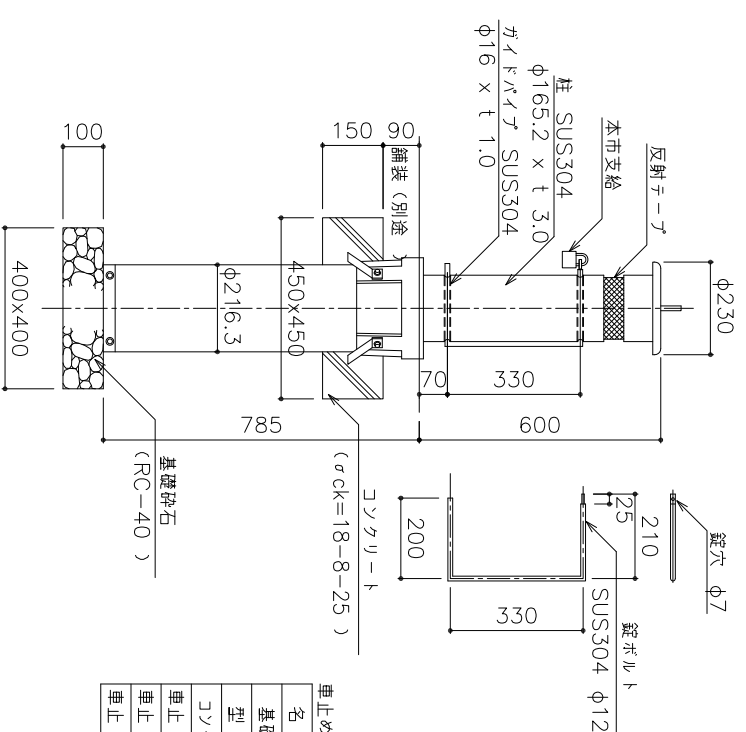 φ230
反射テープ
本市支給
柱 SUS304
φ165.2 x t 3.0
ガイドパイプ SUS304
φ16 x t 1.0
100
150
90
舗装（別途
400x400
φ216.3
450x450
70
330
785
600
基礎砕石
（RC-40 ）
コンクリート
（σck=18-8-25 ）
200
25
210
330
錠穴 φ7
錠ボルト
SUS304 φ12
車止め
名
基礎
型
コン
車止
車止
車止